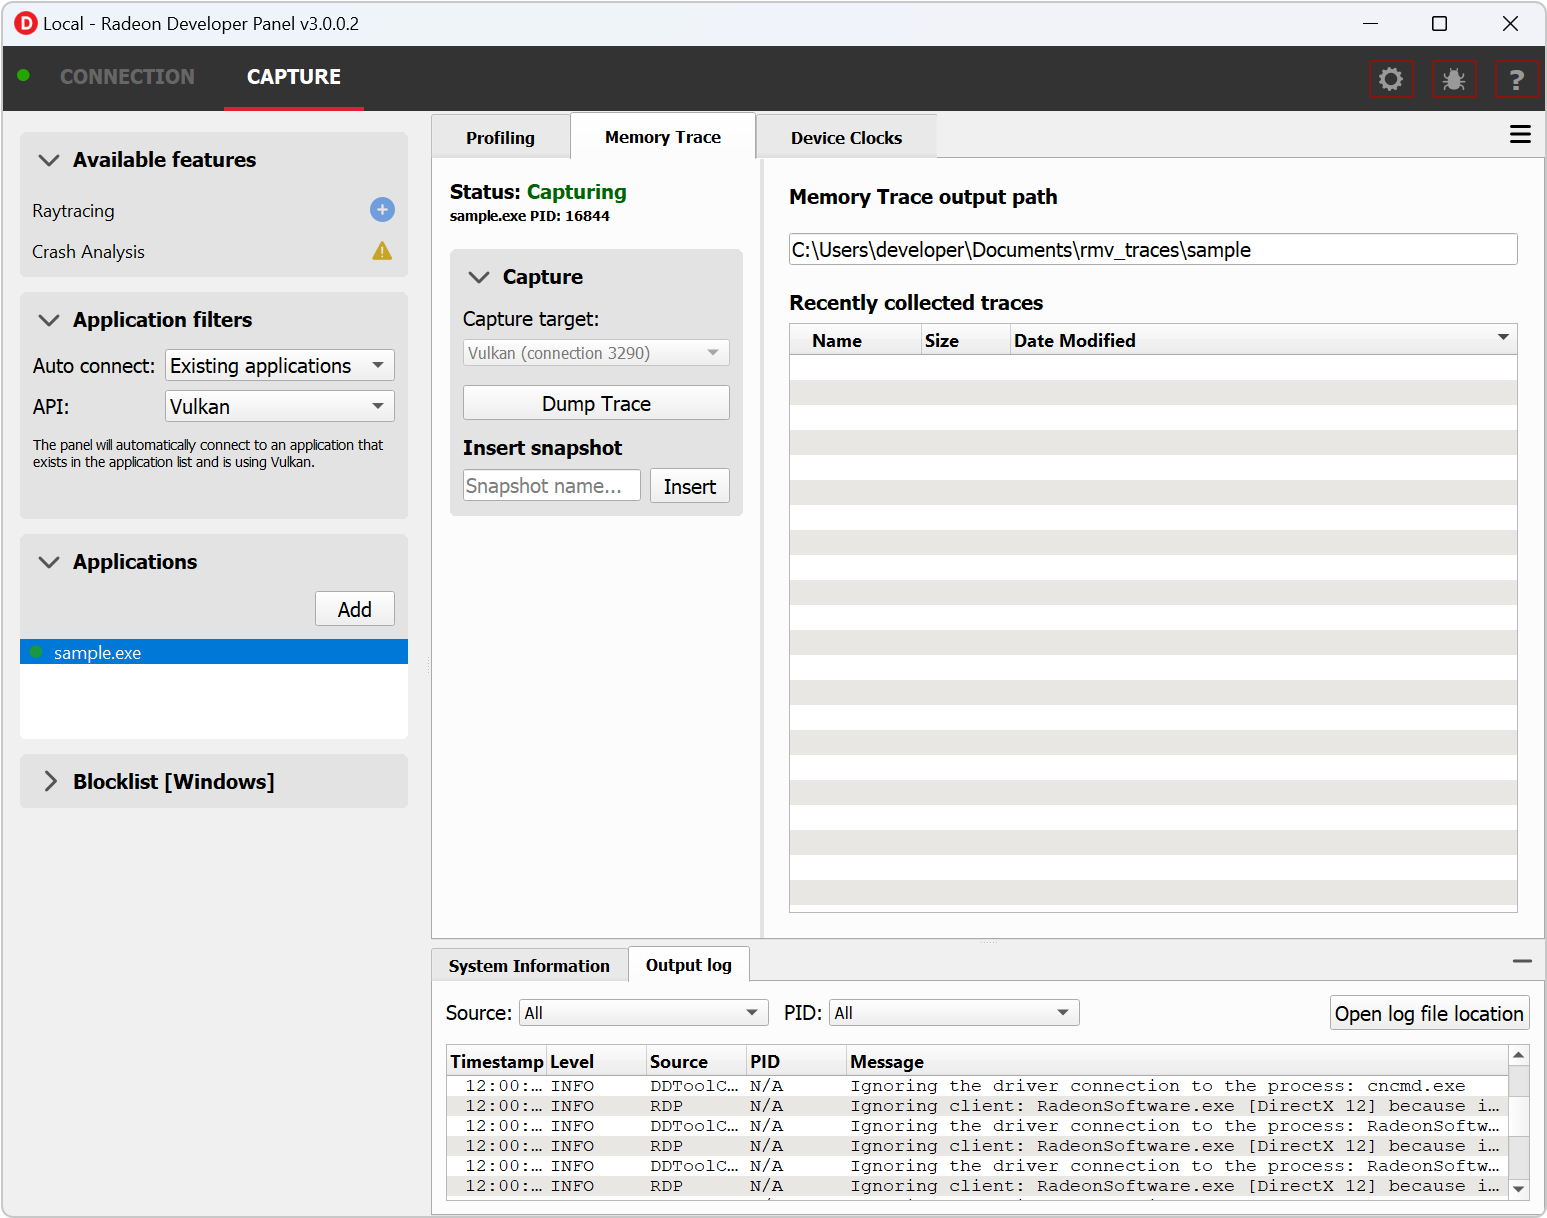 Local - Radeon Developer Panel v3.0.0.2
CONNECTION
CAPTURE
Available features
Raytracing
Crash Analysis
Application filters
Auto connect: Existing applications
API: Vulkan
The panel will automatically connect to an application that
exists in the application list and is using Vulkan.
Applications
Add
sample.exe
Blocklist [Windows]
Profiling
Memory Trace
Device Clocks
Status: Capturing
sample.exe PID: 16844
Capture
Capture target:
Vulkan (connection 3290)
Dump Trace
Insert snapshot
Snapshot name... Insert
Memory Trace output path
C:\Users\developer\Documents\rmv_traces\sample
Recently collected traces
Name Size Date Modified
System Information
Output log
Source: All PID: All Open log file location
Timestamp Level Source PID Message
12:00:... INFO DDToolC... N/A Ignoring the driver connection to the process: cncmd.exe
12:00:... INFO RDP N/A Ignoring client: RadeonSoftware.exe [DirectX 12] because i...
12:00:... INFO DDToolC... N/A Ignoring the driver connection to the process: RadeonSoftw...
12:00:... INFO RDP N/A Ignoring client: RadeonSoftware.exe [DirectX 12] because i...
12:00:... INFO DDToolC... N/A Ignoring the driver connection to the process: RadeonSoftw...
12:00:... INFO RDP N/A Ignoring client: RadeonSoftware.exe [DirectX 12] because i...